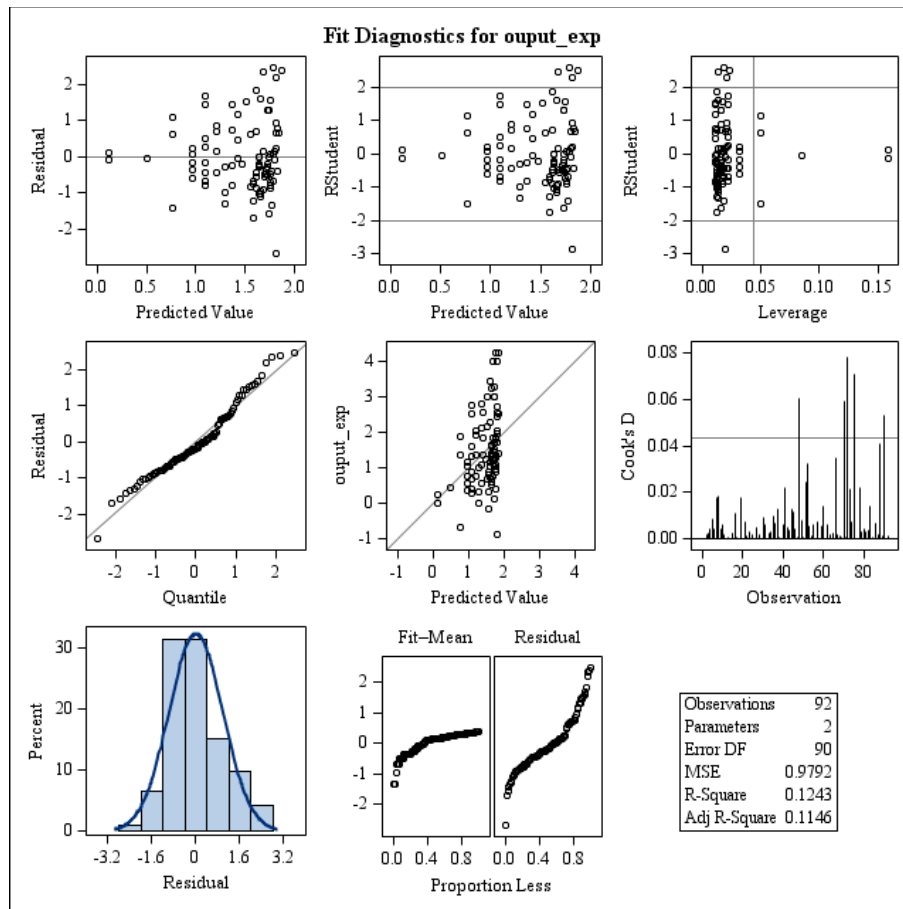 Fit Diagnostics for ouput_exp
Residual
2
1
0
-1
-2
0.0 0.5 1.0 1.5 2.0
Predicted Value
RStudent
2
1
0
-1
-2
-3
0.0 0.5 1.0 1.5 2.0
Predicted Value
RStudent
2
1
0
-1
-2
-3
0.00 0.05 0.10 0.15
Leverage
Residual
2
1
0
-1
-2
-2 -1 0 1 2
Quantile
ouput_exp
4
3
2
1
0
-1
-1 0 1 2 3 4
Predicted Value
Cook's D
0.08
0.06
0.04
0.02
0.00
0 20 40 60 80
Observation
Percent
30
20
10
0
-3.2 -1.6 0 1.6 3.2
Residual
Fit–Mean Residual
2
1
0
-1
-2
0.0 0.4 0.8 0.0 0.4 0.8
Proportion Less
Observations 92
Parameters 2
Error DF 90
MSE 0.9792
R-Square 0.1243
Adj R-Square 0.1146